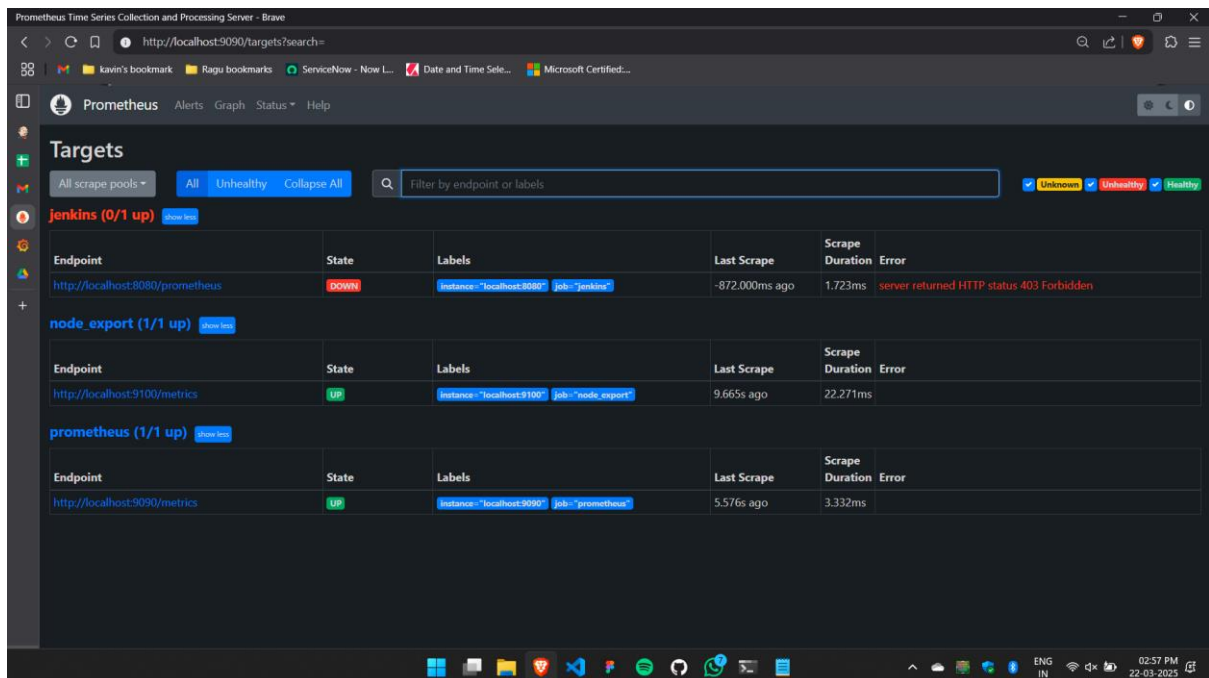 Prometheus Time Series Collection and Processing Server - Brave
http://localhost:9090/targets?search=
kavin's bookmark Ragu bookmarks ServiceNow - Now L... Date and Time Sele... Microsoft Certified:...
Prometheus Alerts Graph Status Help
Targets
All scrape pools All Unhealthy Collapse All Filter by endpoint or labels Unknown Unhealthy Healthy
jenkins (0/1 up) show less
Endpoint State Labels Last Scrape Scrape Duration Error
http://localhost:8080/prometheus DOWN instance="localhost:8080" job="jenkins" -872.000ms ago 1.723ms server returned HTTP status 403 Forbidden
node_export (1/1 up) show less
Endpoint State Labels Last Scrape Scrape Duration Error
http://localhost:9100/metrics UP instance="localhost:9100" job="node_export" 9.665s ago 22.271ms
prometheus (1/1 up) show less
Endpoint State Labels Last Scrape Scrape Duration Error
http://localhost:9090/metrics UP instance="localhost:9090" job="prometheus" 5.576s ago 3.332ms
7
ENG 02:57 PM
IN 22-03-2025